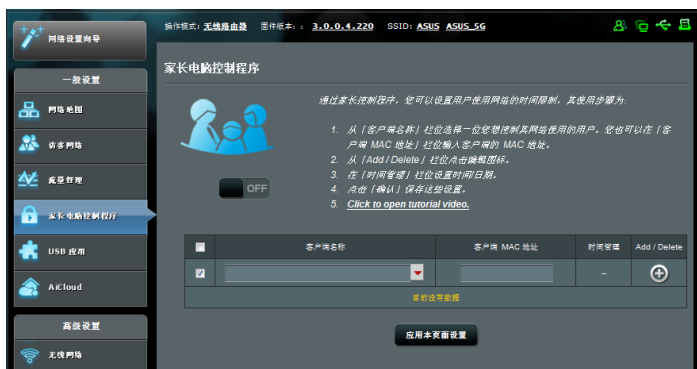 操作模式: 无线路由器 固件版本: : 3.0.0.4.220 SSID: ASUS ASUS_5G
网络设置向导
一般设置
网络地图
访客网络
流量管理
家长电脑控制程序
USB 应用
AiCloud
高级设置
无线网络
家长电脑控制程序
通过家长控制程序，您可以设置用户使用网络的时间限制，其使用步骤为:
1. 从「客户端名称」栏位选择一位您想控制其网络使用的用户，您也可以在「客
户端 MAC 地址」栏位输入客户端的 MAC 地址.
2. 从「Add / Delete」栏位点击编辑图标.
3. 在「时间管理」栏位设置时间/日期.
4. 点击「确认」保存这些设置.
5. Click to open tutorial video.
OFF
客户端名称 客户端 MAC 地址 时间管理 Add / Delete
–
目前没有数据
应用本页面设置